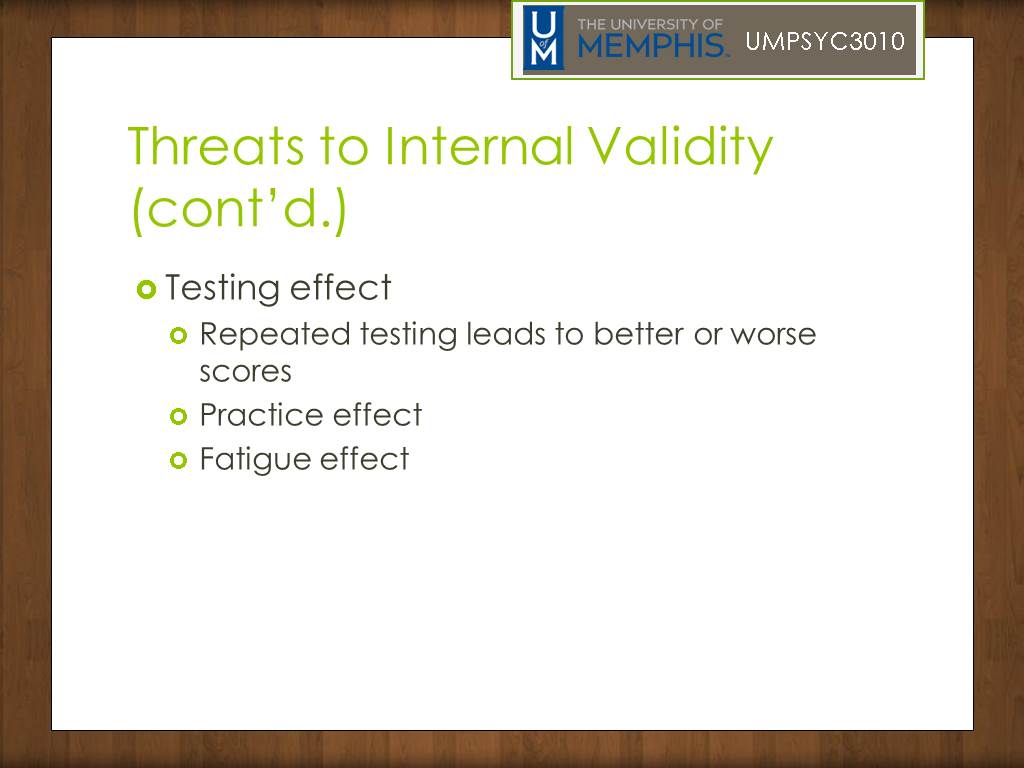 U
of
M
THE UNIVERSITY OF
MEMPHIS™ UMPSYC3010
Threats to Internal Validity
(cont’d.)
Testing effect
Repeated testing leads to better or worse
scores
Practice effect
Fatigue effect